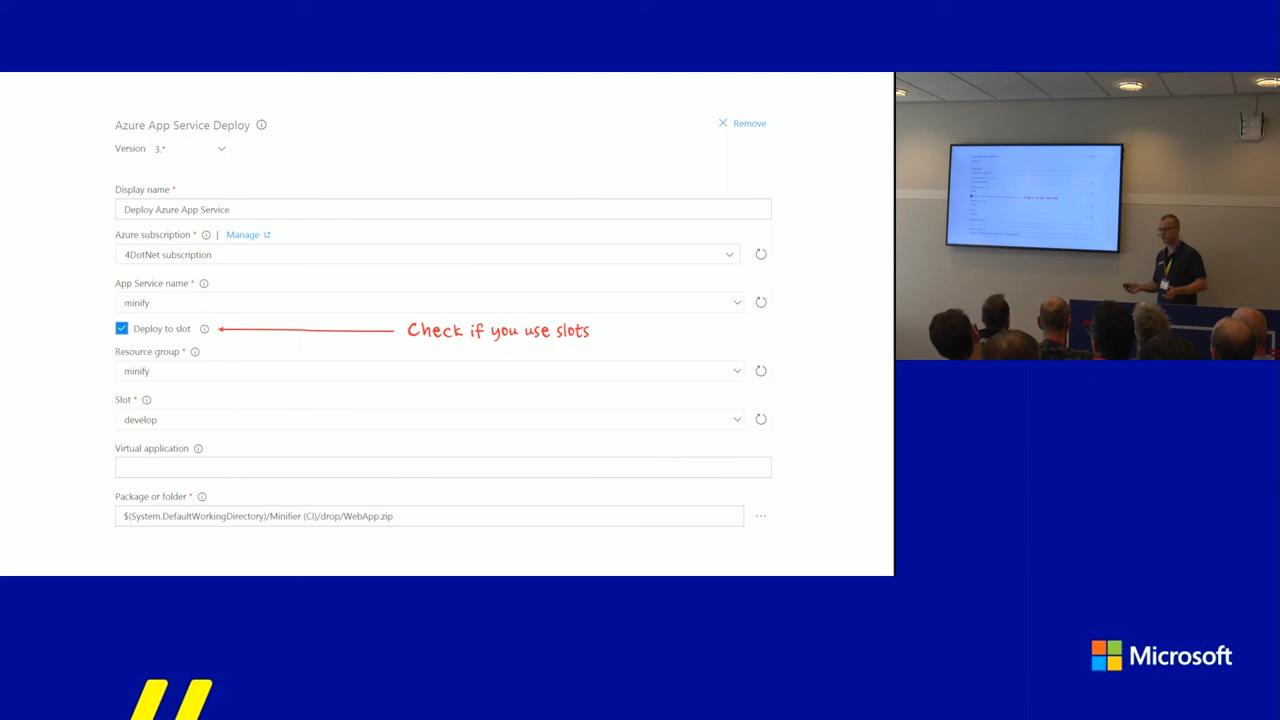 Azure App Service Deploy
Remove
Version 3.*
Display name *
Deploy Azure App Service
Azure subscription * | Manage
4DotNet subscription
App Service name *
minify
Deploy to slot
Check if you use slots
Resource group *
minify
Slot *
develop
Virtual application
Package or folder *
$(System.DefaultWorkingDirectory)/Minifier (CI)/drop/WebApp.zip
...
Microsoft